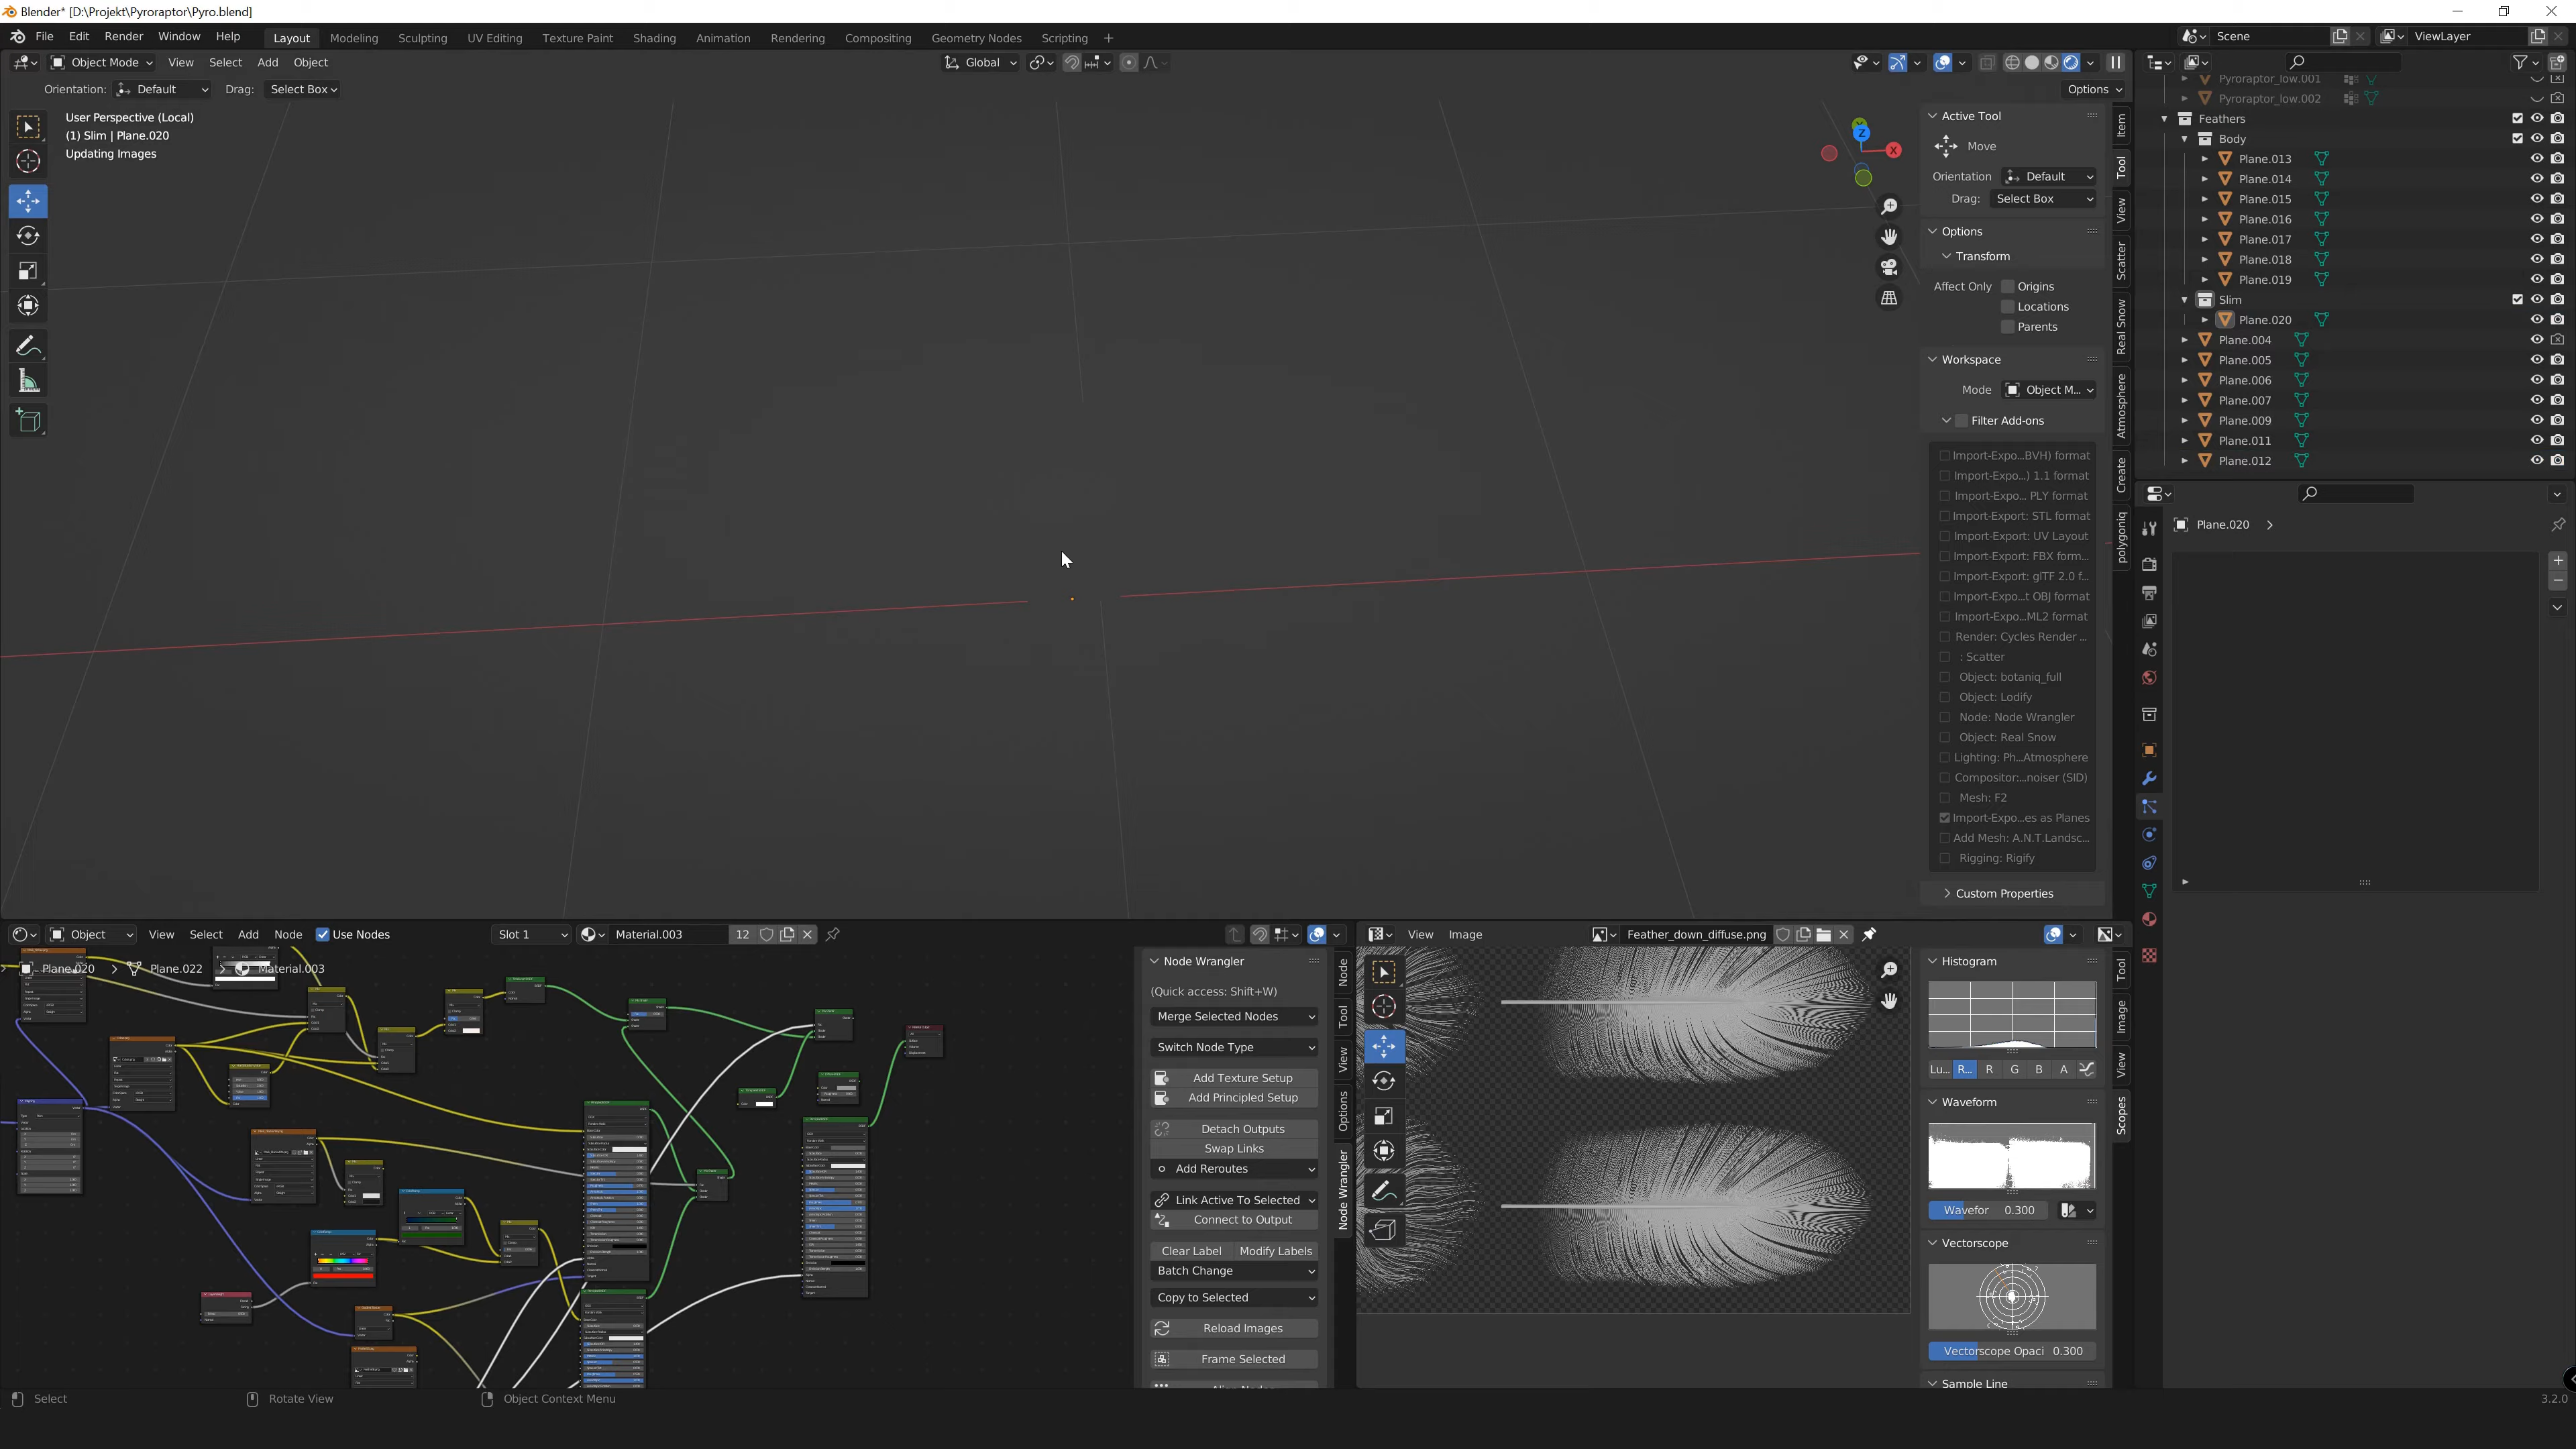 Blender* [D:\Projekt\Pyroraptor\Pyro.blend]
File Edit Render Window Help Layout Modeling Sculpting UV Editing Texture Paint Shading Animation Rendering Compositing Geometry Nodes Scripting + Scene ViewLayer
Object Mode View Select Add Object Global
Orientation: Default Drag: Select Box Options
User Perspective (Local)
(1) Slim | Plane.020
Updating Images
Z
X
Active Tool
Move
Orientation Default
Drag: Select Box
Options
Transform
Affect Only Origins
Locations
Parents
Workspace
Mode Object M...
Filter Add-ons
Import-Expo...BVH) format
Import-Expo...) 1.1 format
Import-Expo... PLY format
Import-Export: STL format
Import-Export: UV Layout
Import-Export: FBX form...
Import-Export: glTF 2.0 f...
Import-Expo...t OBJ format
Import-Expo...ML2 format
Render: Cycles Render ...
: Scatter
Object: botaniq_full
Object: Lodify
Node: Node Wrangler
Object: Real Snow
Lighting: Ph...Atmosphere
Compositor:...noiser (SID)
Mesh: F2
Import-Expo...es as Planes
Add Mesh: A.N.T.Landsc...
Rigging: Rigify
Custom Properties
Item
Tool
View
Scatter
Real Snow
Atmosphere
Create
polygoniq
Pyroraptor_low.001
Pyroraptor_low.002
Feathers
Body
Plane.013
Plane.014
Plane.015
Plane.016
Plane.017
Plane.018
Plane.019
Slim
Plane.020
Plane.004
Plane.005
Plane.006
Plane.007
Plane.009
Plane.011
Plane.012
Plane.020
Object View Select Add Node Use Nodes Slot 1 Material.003 12
Plane.020 Plane.022 Material.003
Node Wrangler
(Quick access: Shift+W)
Merge Selected Nodes
Switch Node Type
Add Texture Setup
Add Principled Setup
Detach Outputs
Swap Links
Add Reroutes
Link Active To Selected
Connect to Output
Clear Label Modify Labels
Batch Change
Copy to Selected
Reload Images
Frame Selected
Node
Tool
View
Options
Node Wrangler
View Image Feather_down_diffuse.png
Histogram
Lu... R... R G B A
Waveform
Wavefor 0.300
Vectorscope
Vectorscope Opaci 0.300
Sample Line
Tool
Image
View
Scopes
Select Rotate View Object Context Menu 3.2.0